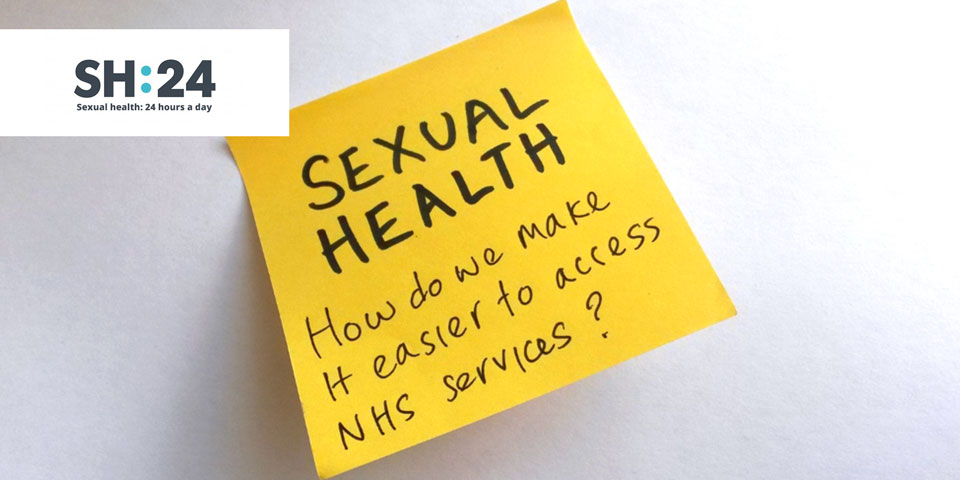 SH:24
Sexual health: 24 hours a day
SEXUAL
HEALTH
How do we make
It easier to access
NHS services?